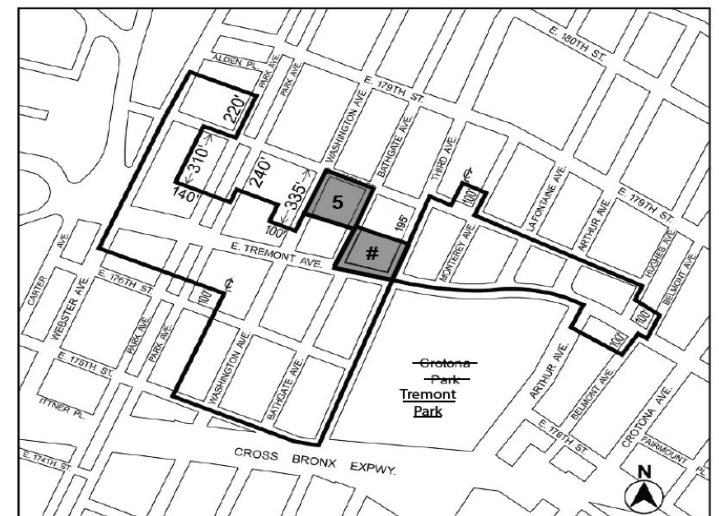 E. 180TH ST.
ALDEN PL.
PARK AVE.
PARK AVE.
E. 179TH ST.
220'
WASHINGTON AVE.
BATHGATE AVE.
THIRD AVE.
310'
240'
335'
140'
100'
5
195'
#
℄
100'
LA FONTAINE AVE.
ARTHUR AVE.
E. 179TH ST.
HUGHES AVE.
BELMONT AVE.
MONTEREY AVE.
E. TREMONT AVE.
CARTER AVE
WEBSTER AVE.
E. 176TH ST.
℄
100'
100'
100'
PARK AVE.
PARK AVE.
WASHINGTON AVE.
BATHGATE AVE.
Crotona
Park
Tremont
Park
ARTHUR AVE.
BELMONT AVE.
CROTONA AVE.
E. 175TH ST.
ITTNER PL.
E. 174TH ST.
CROSS BRONX EXPWY.
E. 176TH ST.
FAIRMOUNT PL.
N